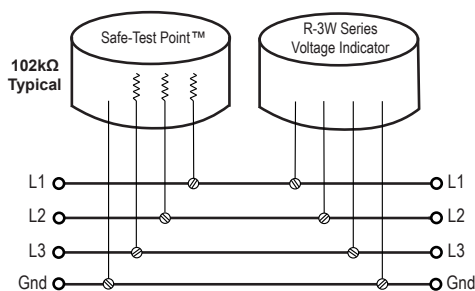 Safe-Test Point™
R-3W Series
Voltage Indicator
102kΩ
Typical
L1
L1
L2
L2
L3
L3
Gnd
Gnd